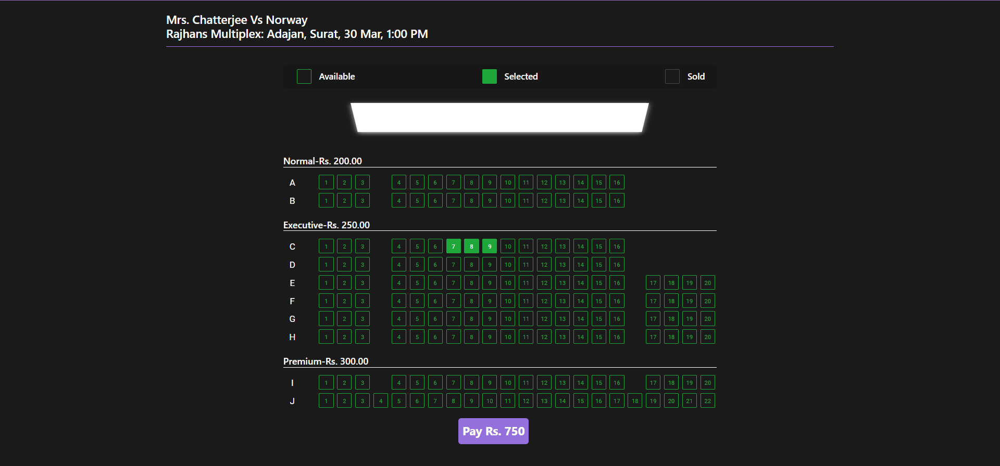 Mrs. Chatterjee Vs Norway
Rajhans Multiplex: Adajan, Surat, 30 Mar, 1:00 PM
Available Selected Sold
Normal-Rs. 200.00
A 1 2 3 4 5 6 7 8 9 10 11 12 13 14 15 16
B 1 2 3 4 5 6 7 8 9 10 11 12 13 14 15 16
Executive-Rs. 250.00
C 1 2 3 4 5 6 7 8 9 10 11 12 13 14 15 16
D 1 2 3 4 5 6 7 8 9 10 11 12 13 14 15 16
E 1 2 3 4 5 6 7 8 9 10 11 12 13 14 15 16 17 18 19 20
F 1 2 3 4 5 6 7 8 9 10 11 12 13 14 15 16 17 18 19 20
G 1 2 3 4 5 6 7 8 9 10 11 12 13 14 15 16 17 18 19 20
H 1 2 3 4 5 6 7 8 9 10 11 12 13 14 15 16 17 18 19 20
Premium-Rs. 300.00
I 1 2 3 4 5 6 7 8 9 10 11 12 13 14 15 16 17 18 19 20
J 1 2 3 4 5 6 7 8 9 10 11 12 13 14 15 16 17 18 19 20 21 22
Pay Rs. 750